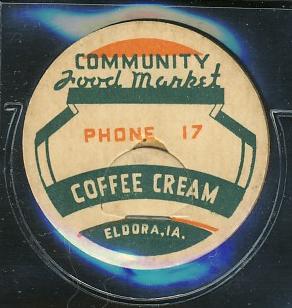 COMMUNITY
Food Market
PHONE 17
COFFEE CREAM
ELDORA, IA.